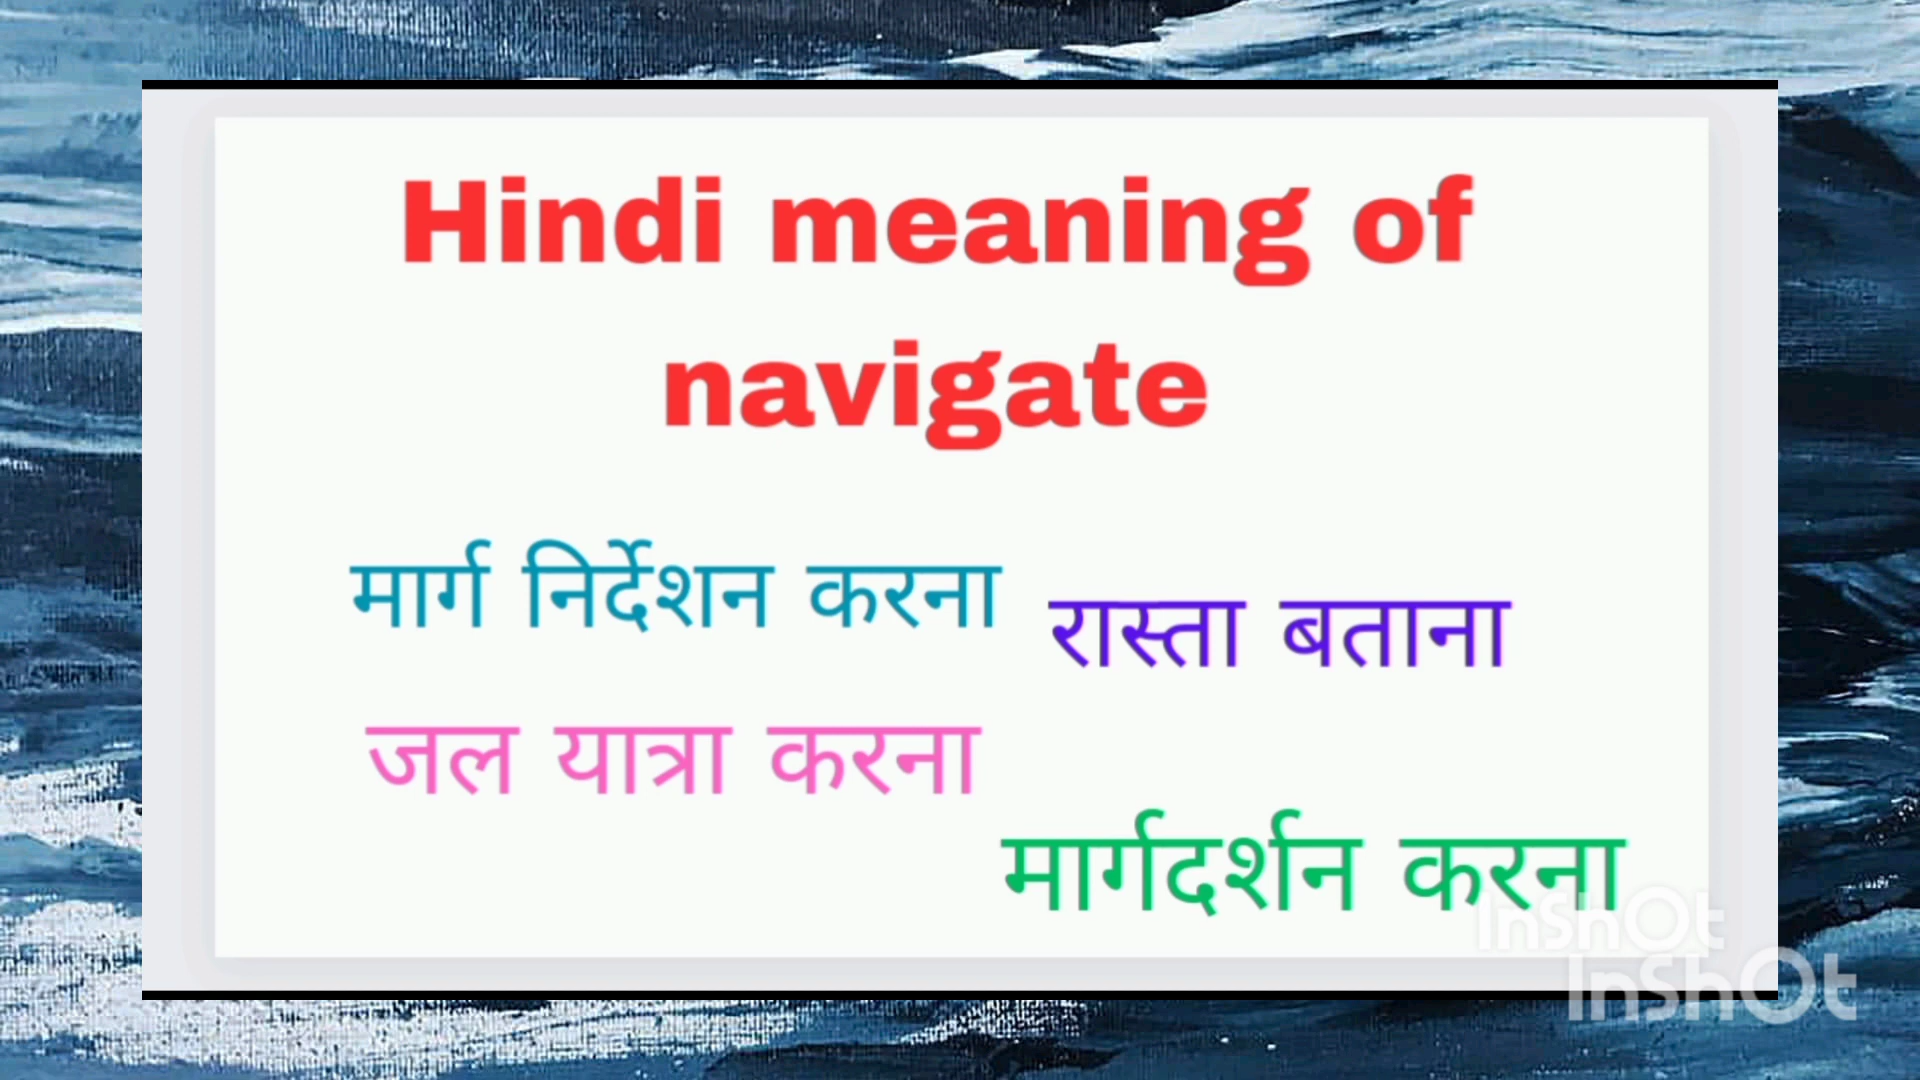 Hindi meaning of
navigate
मार्ग निर्देशन करना
रास्ता बताना
जल यात्रा करना
मार्गदर्शन करना
InShOt
InShOt